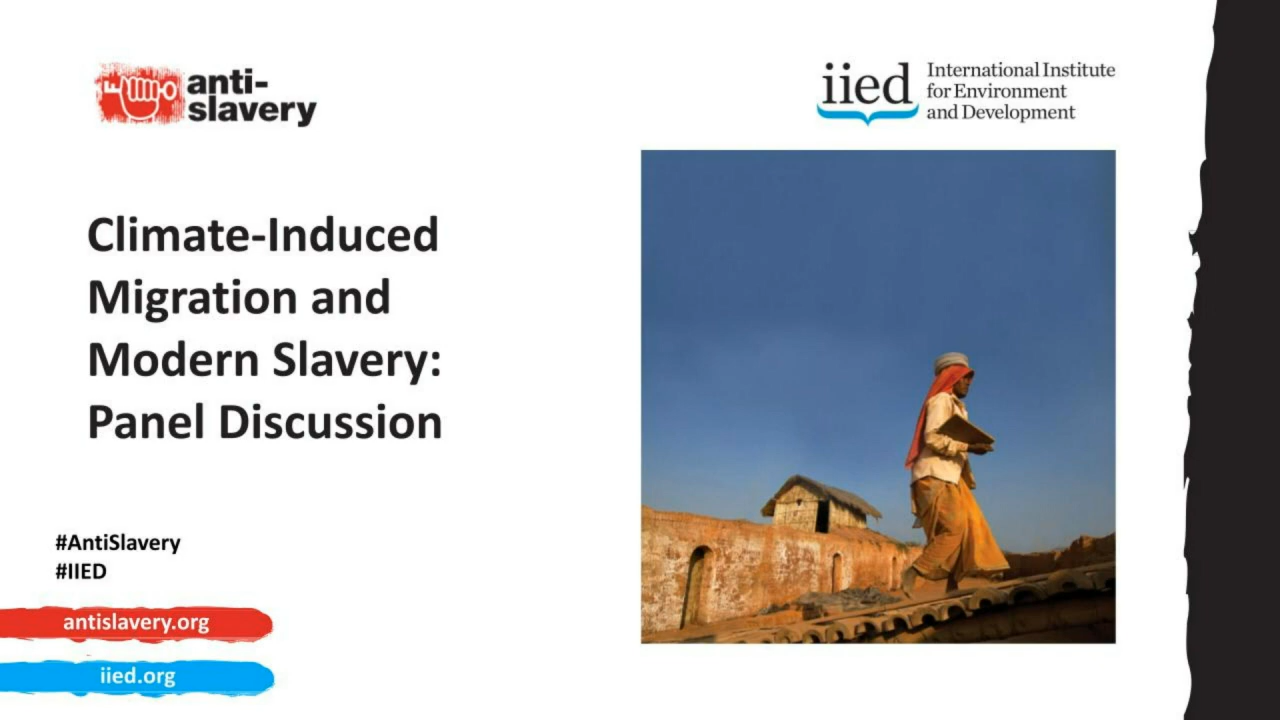 anti-
slavery
iied
International Institute
for Environment
and Development
Climate-Induced
Migration and
Modern Slavery:
Panel Discussion
#AntiSlavery
#IIED
antislavery.org
iied.org